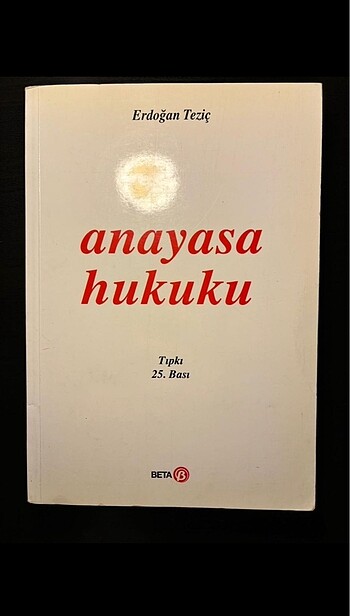 Erdoğan Teziç
anayasa
hukuku
Tıpkı
25. Bası
BETA B